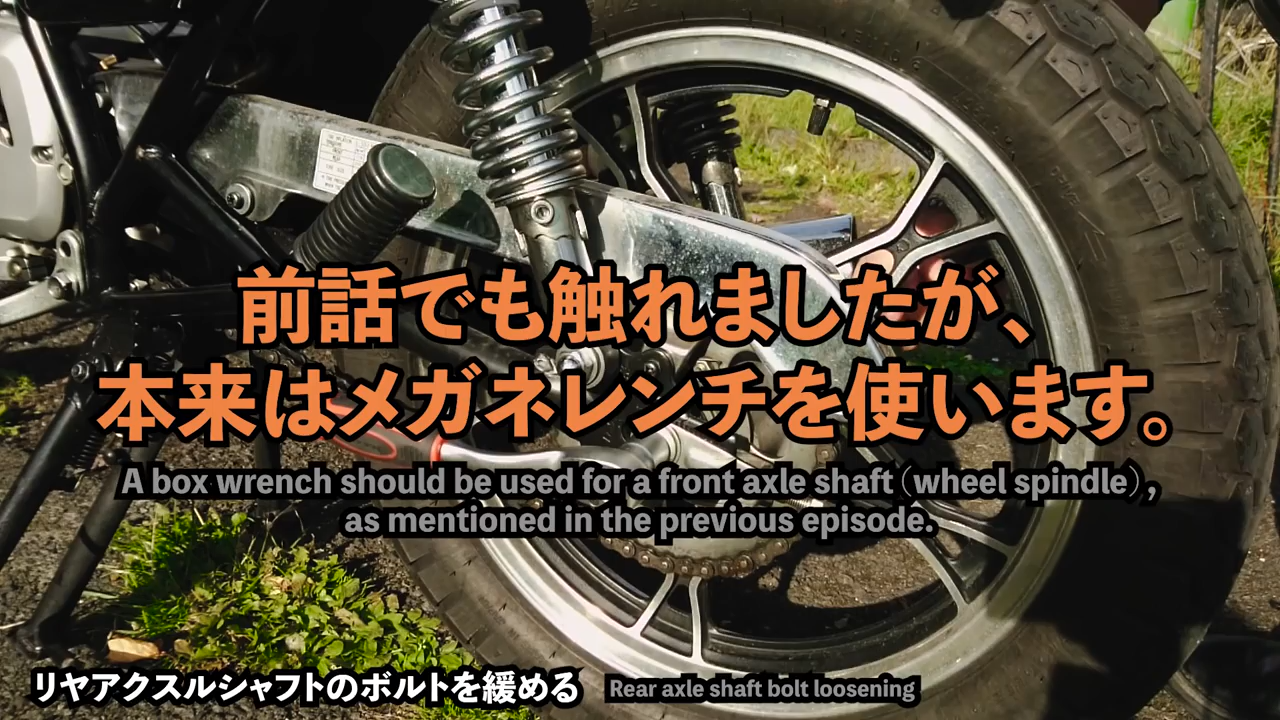 前話でも触れましたが、
本来はメガネレンチを使います。
A box wrench should be used for a front axle shaft（wheel spindle）,
as mentioned in the previous episode.
リヤアクスルシャフトのボルトを緩める
Rear axle shaft bolt loosening